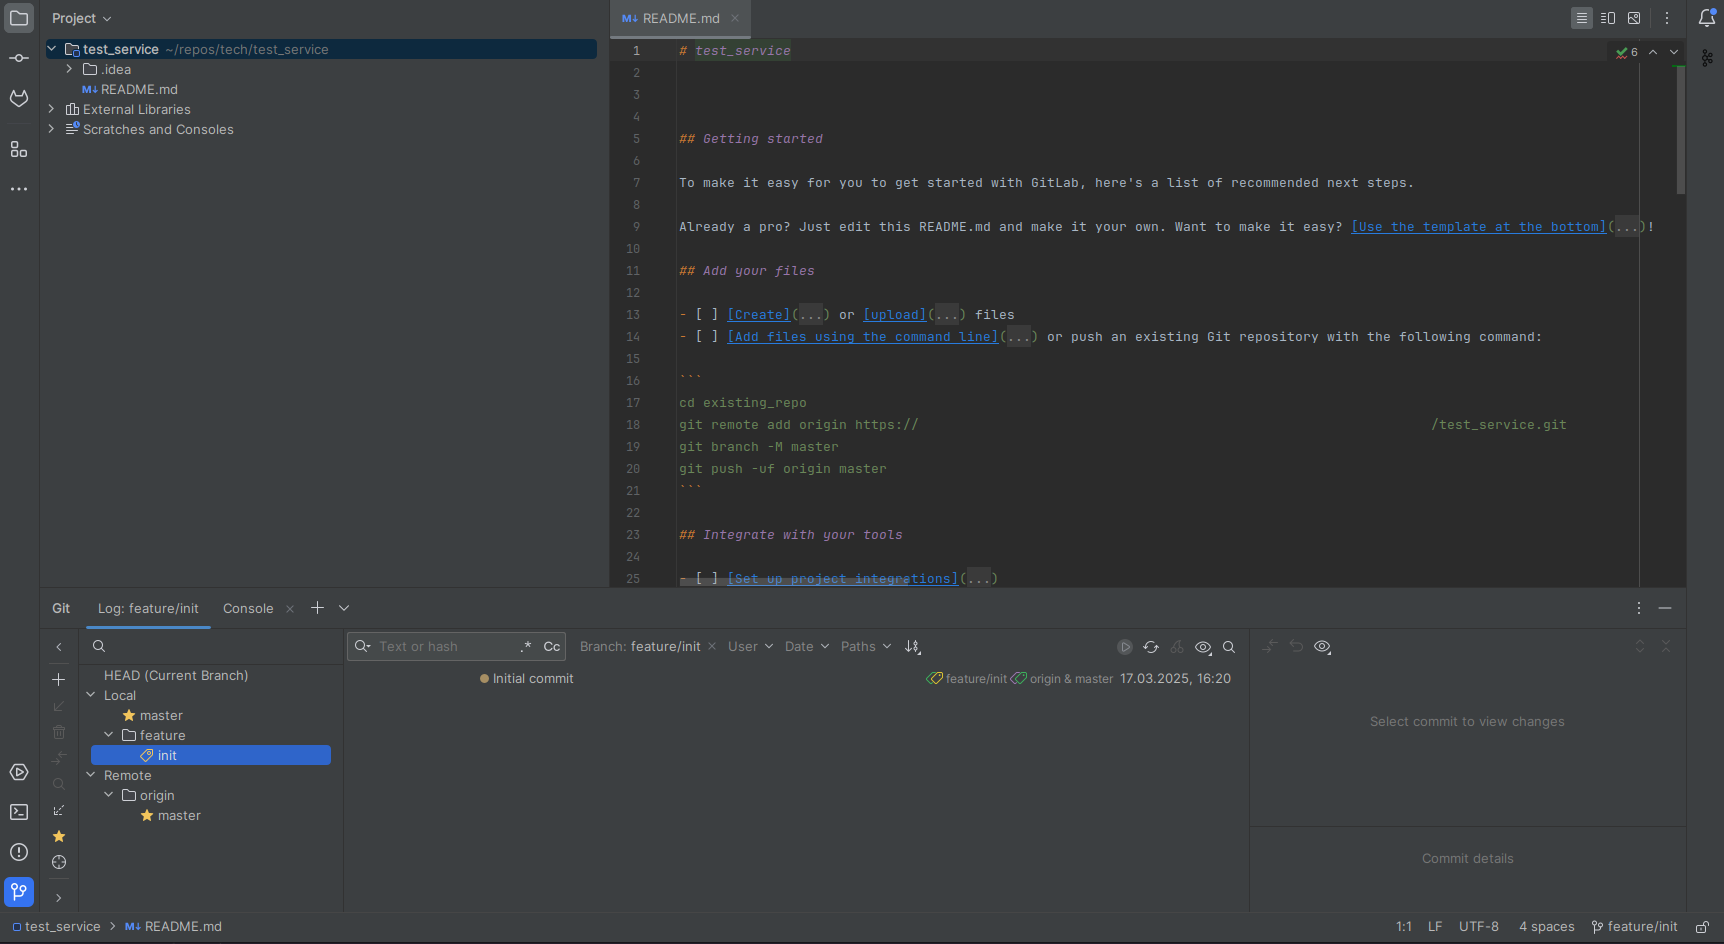 Project
test_service ~/repos/tech/test_service
.idea
M↓ README.md
External Libraries
Scratches and Consoles
M↓ README.md
6
1 # test_service
2
3
4
5 ## Getting started
6
7 To make it easy for you to get started with GitLab, here's a list of recommended next steps.
8
9 Already a pro? Just edit this README.md and make it your own. Want to make it easy? [Use the template at the bottom](...)!
10
11 ## Add your files
12
13 - [ ] [Create](...) or [upload](...) files
14 - [ ] [Add files using the command line](...) or push an existing Git repository with the following command:
15
16 ```
17 cd existing_repo
18 git remote add origin https:// /test_service.git
19 git branch -M master
20 git push -uf origin master
21 ```
22
23 ## Integrate with your tools
24
25 - [ ] [Set up project integrations](...)
Git Log: feature/init Console
HEAD (Current Branch)
Local
master
feature
init
Remote
origin
master
Text or hash .* Cc Branch: feature/init User Date Paths
Initial commit feature/init origin & master 17.03.2025, 16:20
Select commit to view changes
Commit details
test_service M↓ README.md
1:1 LF UTF-8 4 spaces feature/init